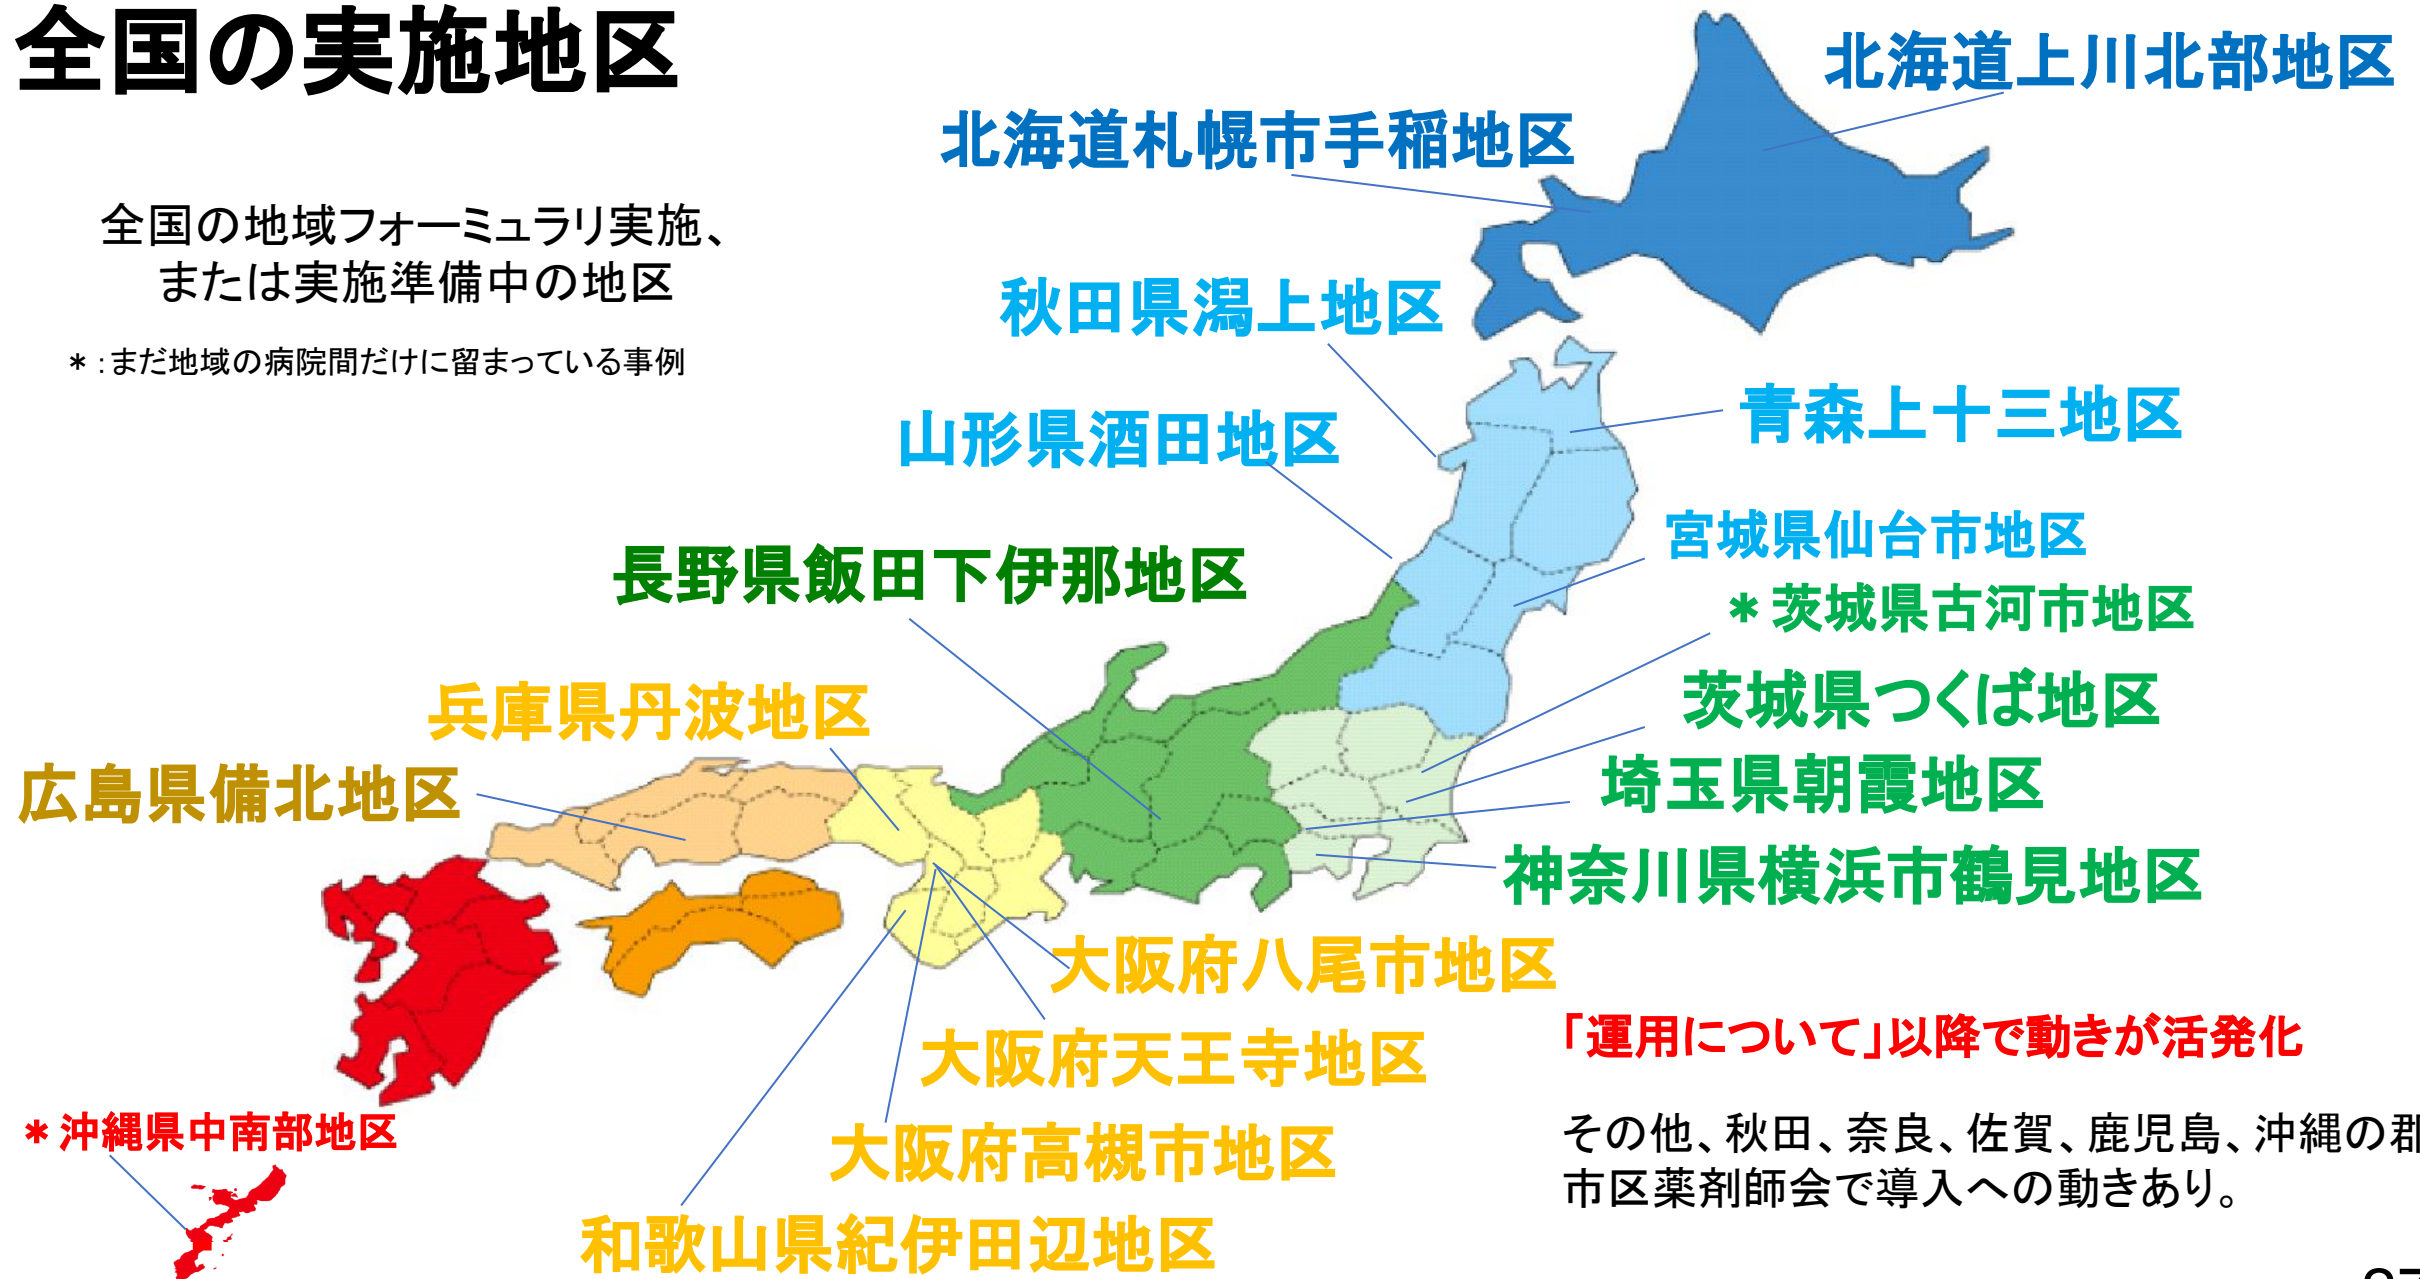 全国の実施地区
全国の地域フォーミュラリ実施、
または実施準備中の地区
＊：まだ地域の病院間だけに留まっている事例
北海道上川北部地区
北海道札幌市手稲地区
秋田県潟上地区
青森上十三地区
山形県酒田地区
宮城県仙台市地区
長野県飯田下伊那地区
＊茨城県古河市地区
茨城県つくば地区
兵庫県丹波地区
埼玉県朝霞地区
広島県備北地区
神奈川県横浜市鶴見地区
大阪府八尾市地区
大阪府天王寺地区
大阪府高槻市地区
和歌山県紀伊田辺地区
＊沖縄県中南部地区
「運用について」以降で動きが活発化
その他、秋田、奈良、佐賀、鹿児島、沖縄の郡
市区薬剤師会で導入への動きあり。